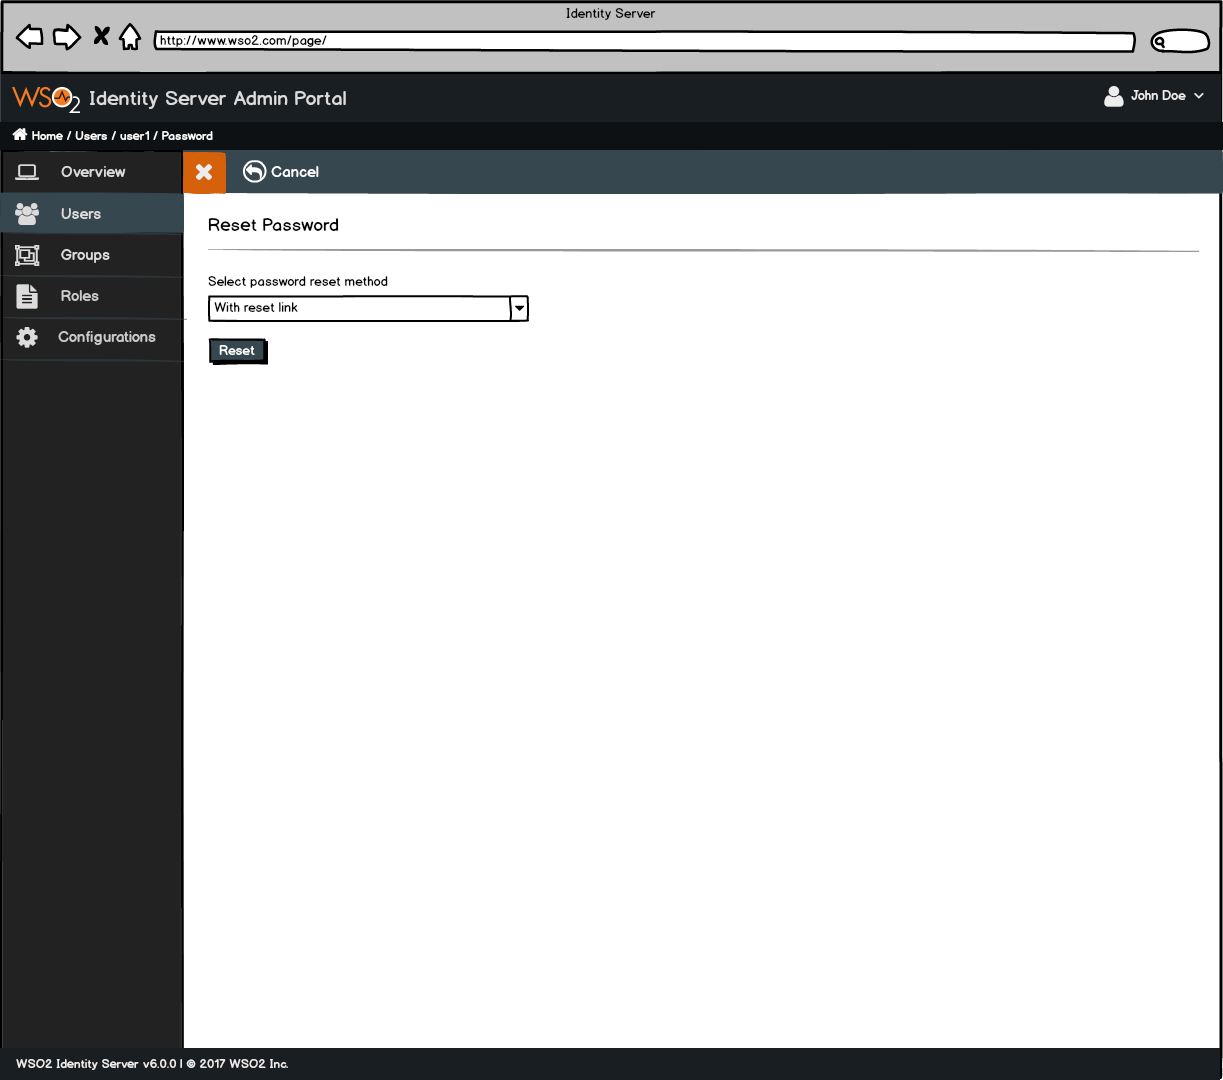 Identity Server
http://www.wso2.com/page/
WSO2 Identity Server Admin Portal
John Doe
Home / Users / user1 / Password
Overview
Cancel
Users
Reset Password
Groups
Select password reset method
Roles
With reset link
Configurations
Reset
WSO2 Identity Server v6.0.0 | © 2017 WSO2 Inc.